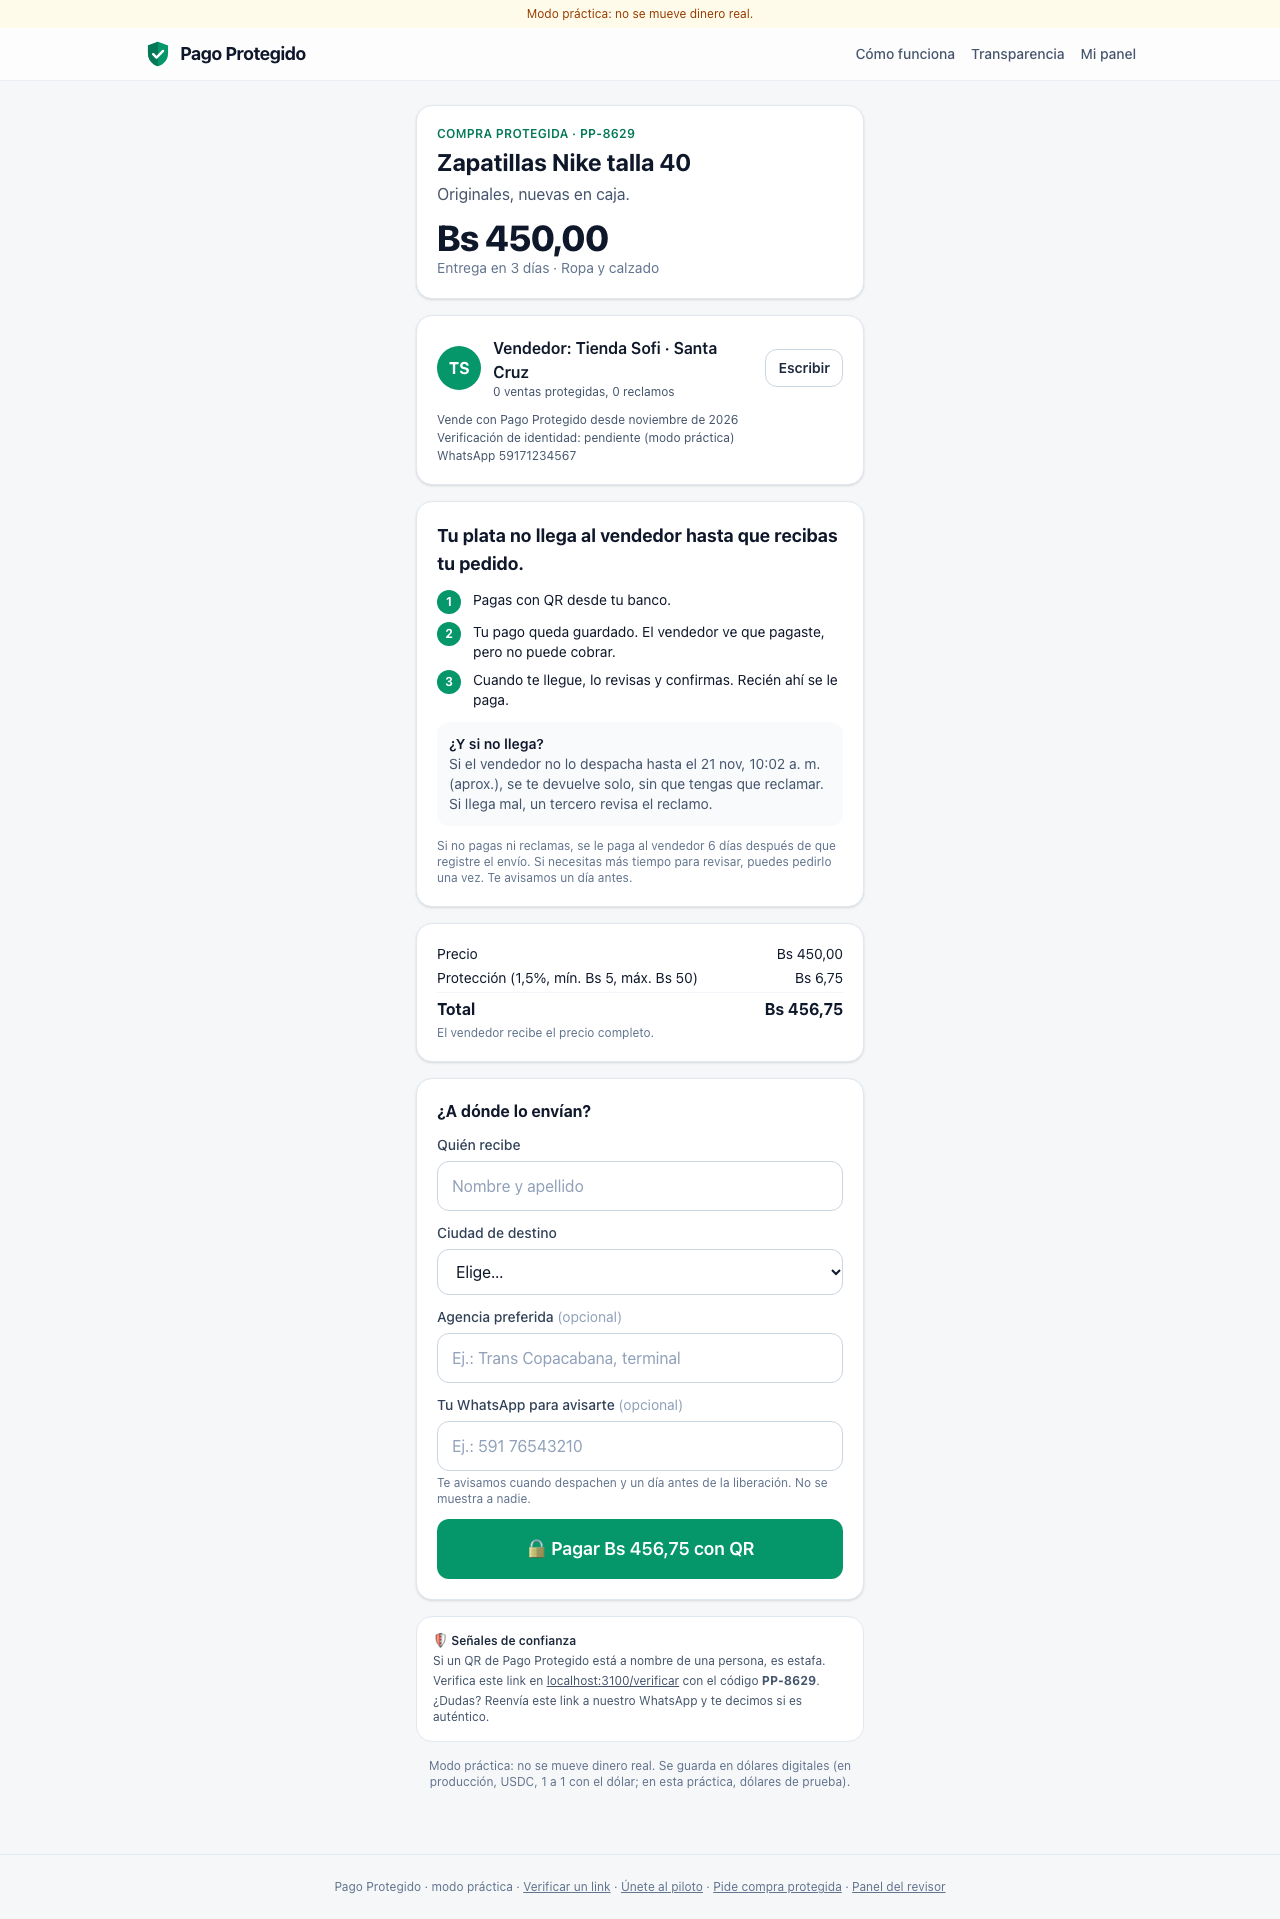 Modo práctica: no se mueve dinero real.
Pago Protegido
Cómo funciona Transparencia Mi panel
COMPRA PROTEGIDA · PP-8629
Zapatillas Nike talla 40
Originales, nuevas en caja.
Bs 450,00
Entrega en 3 días · Ropa y calzado
TS
Vendedor: Tienda Sofi · Santa
Cruz
0 ventas protegidas, 0 reclamos
Escribir
Vende con Pago Protegido desde noviembre de 2026
Verificación de identidad: pendiente (modo práctica)
WhatsApp 59171234567
Tu plata no llega al vendedor hasta que recibas
tu pedido.
1 Pagas con QR desde tu banco.
2 Tu pago queda guardado. El vendedor ve que pagaste,
pero no puede cobrar.
3 Cuando te llegue, lo revisas y confirmas. Recién ahí se le
paga.
¿Y si no llega?
Si el vendedor no lo despacha hasta el 21 nov, 10:02 a. m.
(aprox.), se te devuelve solo, sin que tengas que reclamar.
Si llega mal, un tercero revisa el reclamo.
Si no pagas ni reclamas, se le paga al vendedor 6 días después de que
registre el envío. Si necesitas más tiempo para revisar, puedes pedirlo
una vez. Te avisamos un día antes.
Precio Bs 450,00
Protección (1,5%, mín. Bs 5, máx. Bs 50) Bs 6,75
Total Bs 456,75
El vendedor recibe el precio completo.
¿A dónde lo envían?
Quién recibe
Nombre y apellido
Ciudad de destino
Elige...
Agencia preferida (opcional)
Ej.: Trans Copacabana, terminal
Tu WhatsApp para avisarte (opcional)
Ej.: 591 76543210
Te avisamos cuando despachen y un día antes de la liberación. No se
muestra a nadie.
Pagar Bs 456,75 con QR
Señales de confianza
Si un QR de Pago Protegido está a nombre de una persona, es estafa.
Verifica este link en localhost:3100/verificar con el código PP-8629.
¿Dudas? Reenvía este link a nuestro WhatsApp y te decimos si es
auténtico.
Modo práctica: no se mueve dinero real. Se guarda en dólares digitales (en
producción, USDC, 1 a 1 con el dólar; en esta práctica, dólares de prueba).
Pago Protegido · modo práctica · Verificar un link · Únete al piloto · Pide compra protegida · Panel del revisor